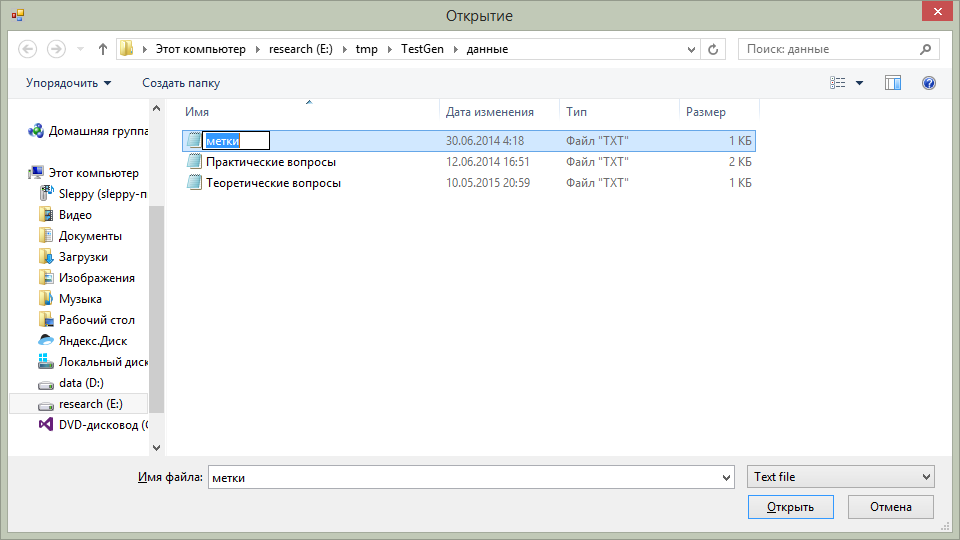 Открытие
Этот компьютер research (E:) tmp TestGen данные
Поиск: данные
Упорядочить Создать папку
Имя Дата изменения Тип Размер
Домашняя группа
Этот компьютер
Sleppy (sleppy-п
Видео
Документы
Загрузки
Изображения
Музыка
Рабочий стол
Яндекс.Диск
Локальный диск
data (D:)
research (E:)
DVD-дисковод (
метки 30.06.2014 4:18 Файл "TXT" 1 КБ
Практические вопросы 12.06.2014 16:51 Файл "TXT" 2 КБ
Теоретические вопросы 10.05.2015 20:59 Файл "TXT" 1 КБ
Имя файла: метки Text file
Открыть Отмена